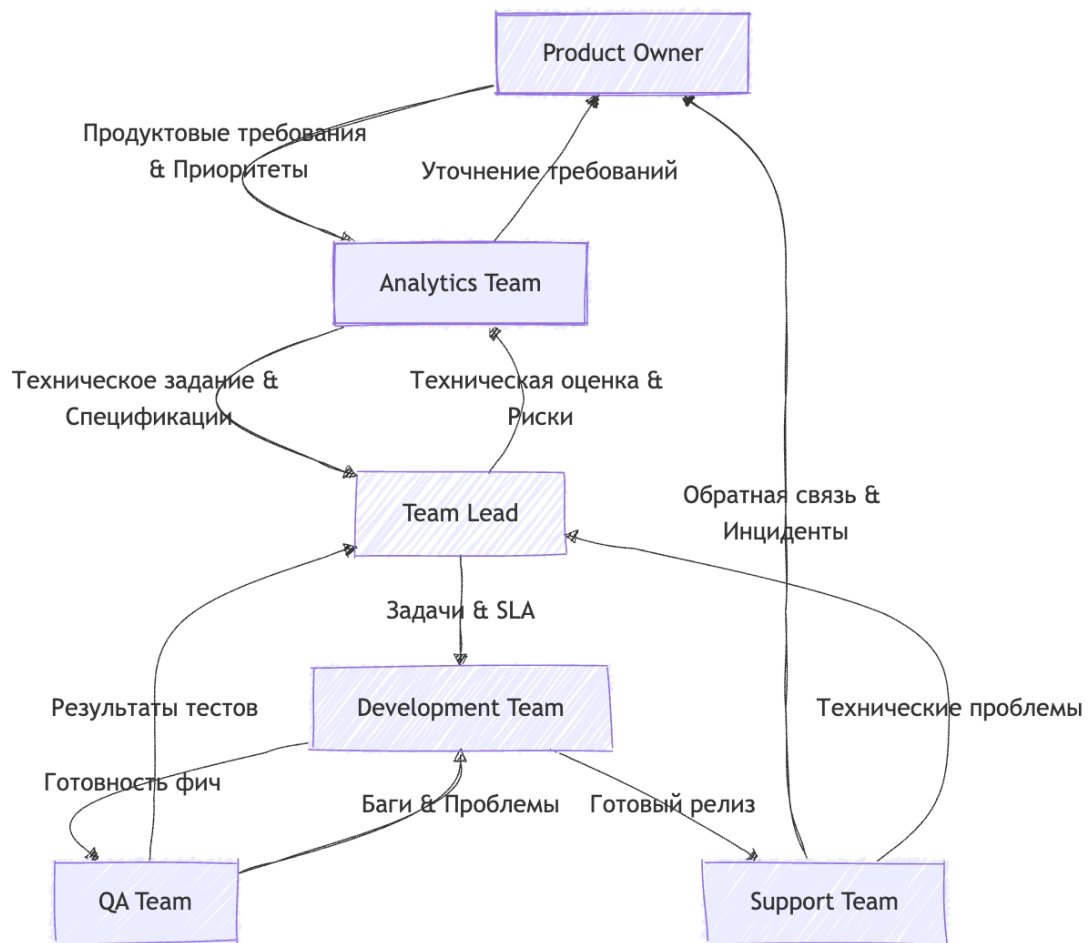 Product Owner
Продуктовые требования
& Приоритеты
Уточнение требований
Analytics Team
Техническое задание &
Спецификации
Техническая оценка &
Риски
Обратная связь &
Инциденты
Team Lead
Задачи & SLA
Результаты тестов
Development Team
Технические проблемы
Готовность фич
Баги & Проблемы
Готовый релиз
QA Team
Support Team